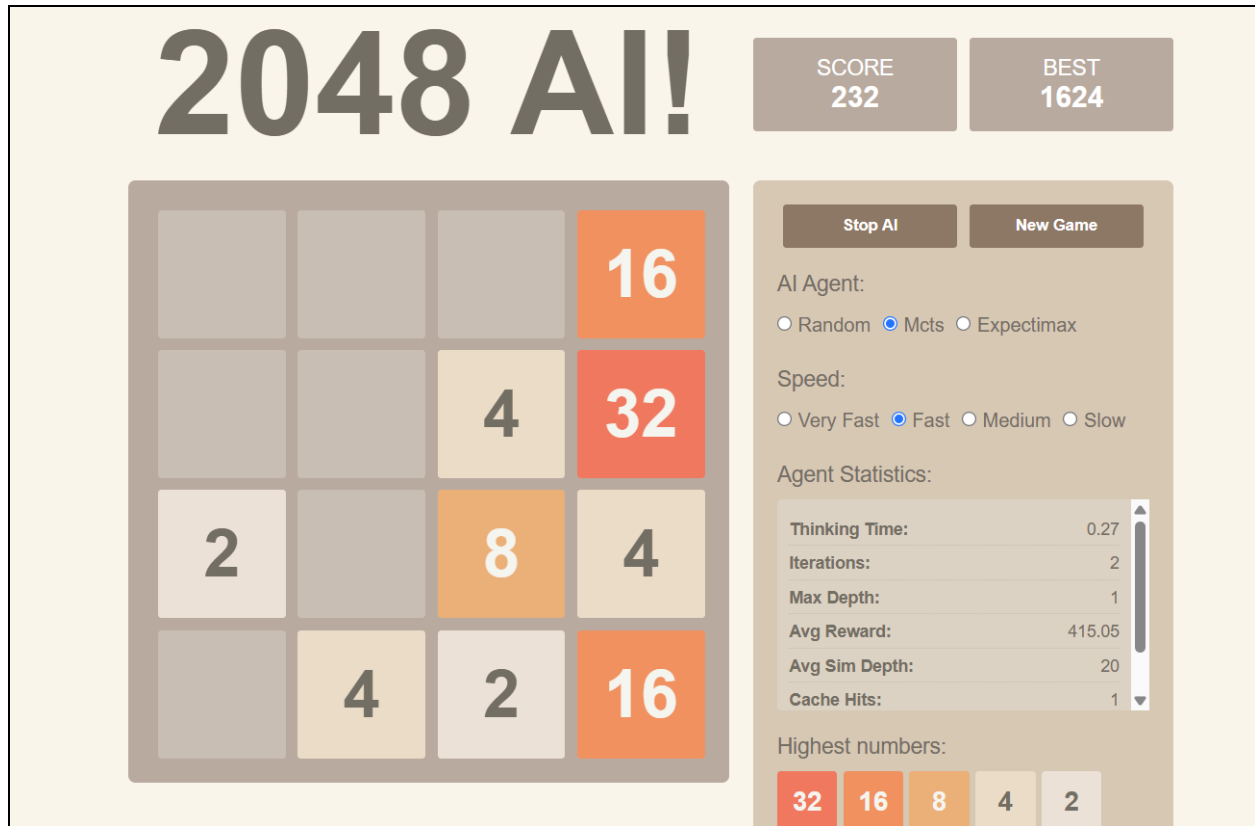 2048 AI!
SCORE
232
BEST
1624
16
4 32
2 8 4
4 2 16
Stop AI New Game
AI Agent:
Random Mcts Expectimax
Speed:
Very Fast Fast Medium Slow
Agent Statistics:
Thinking Time: 0.27
Iterations: 2
Max Depth: 1
Avg Reward: 415.05
Avg Sim Depth: 20
Cache Hits: 1
Highest numbers:
32 16 8 4 2